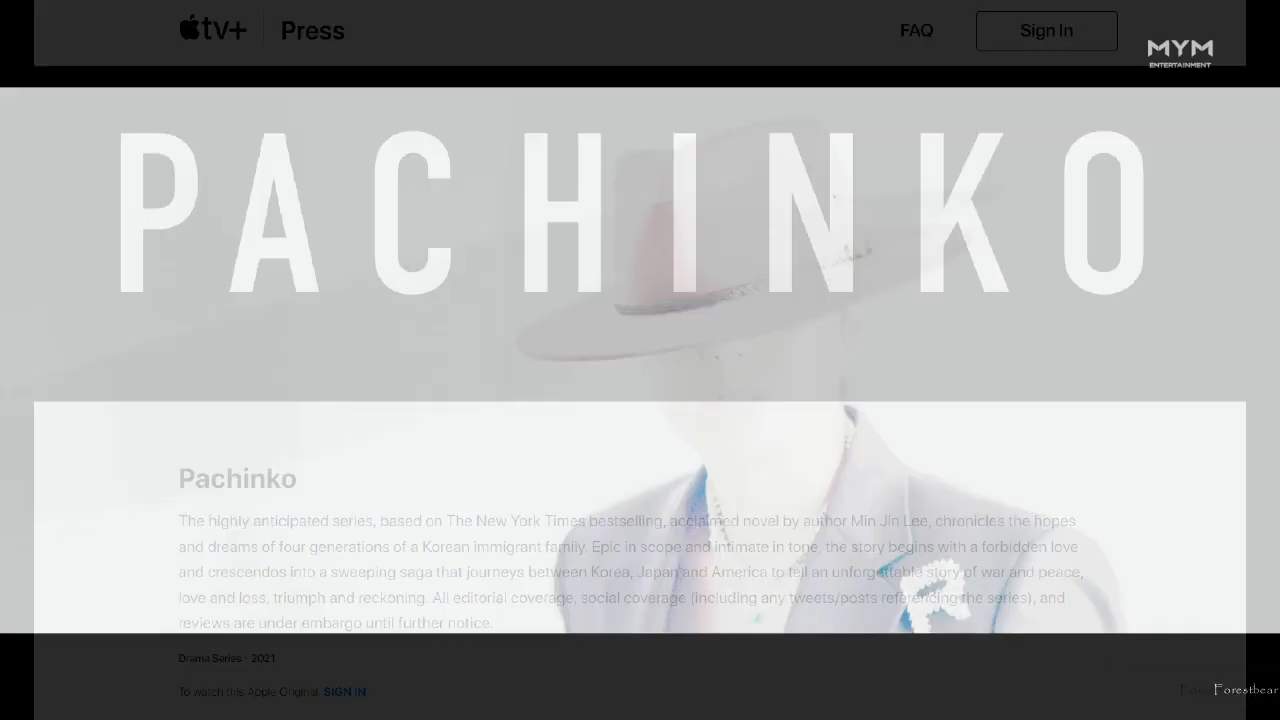 tv+ Press
FAQ
Sign In
MYM
ENTERTAINMENT
PACHINKO
Pachinko
The highly anticipated series, based on The New York Times bestselling, acclaimed novel by author Min Jin Lee, chronicles the hopes
and dreams of four generations of a Korean immigrant family. Epic in scope and intimate in tone, the story begins with a forbidden love
and crescendos into a sweeping saga that journeys between Korea, Japan and America to tell an unforgettable story of war and peace,
love and loss, triumph and reckoning. All editorial coverage, social coverage (including any tweets/posts referencing the series), and
reviews are under embargo until further notice.
Drama Series - 2021
To watch this Apple Original: SIGN IN
Forestbear